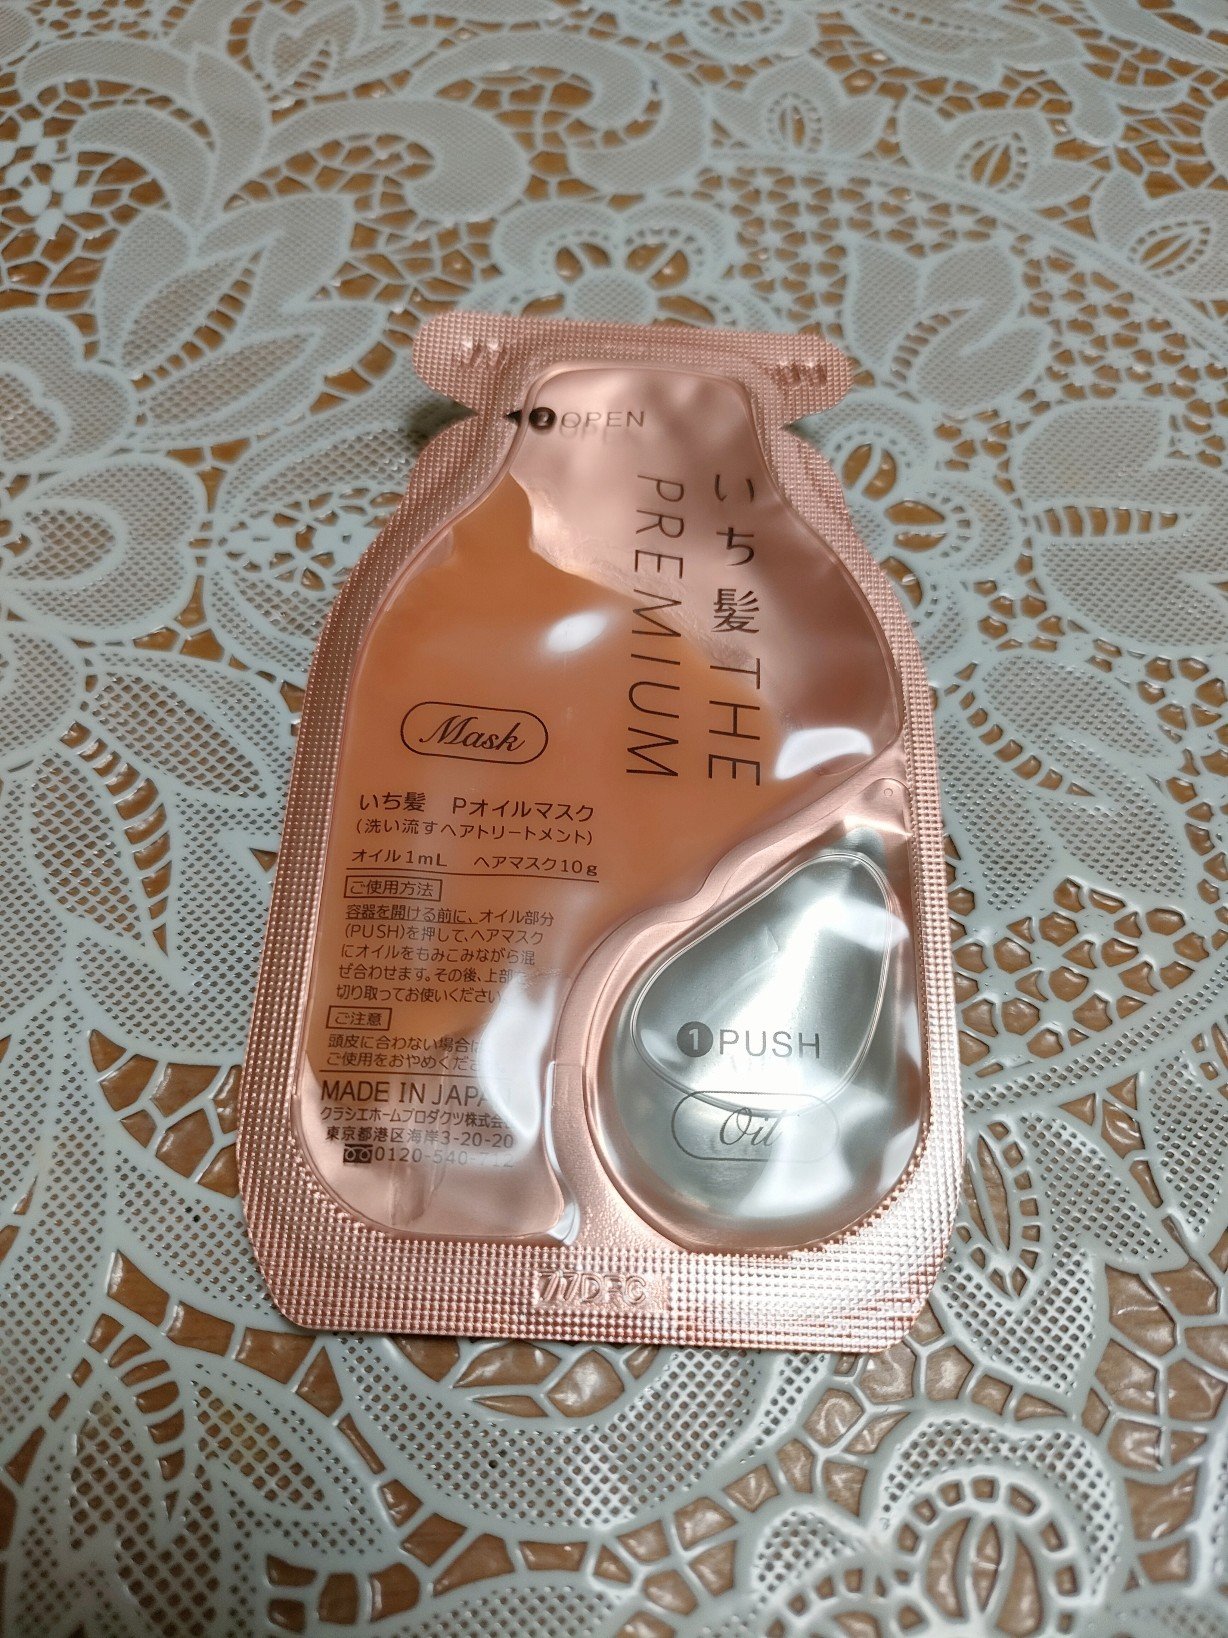 ❷OPEN
いち髪 THE
PREMIUM
Mask
いち髪 Pオイルマスク
(洗い流すヘアトリートメント)
オイル1mL ヘアマスク10g
ご使用方法
容器を開ける前に、オイル部分
(PUSH)を押して、ヘアマスク
にオイルをもみこみながら混
ぜ合わせます。その後、上部を
切り取ってお使いください。
ご注意
頭皮に合わない場合は
ご使用をおやめくださ
MADE IN JAPAN
クラシエホームプロダクツ株式会社
東京都港区海岸3-20-20
0120-540-712
❶PUSH
Oil